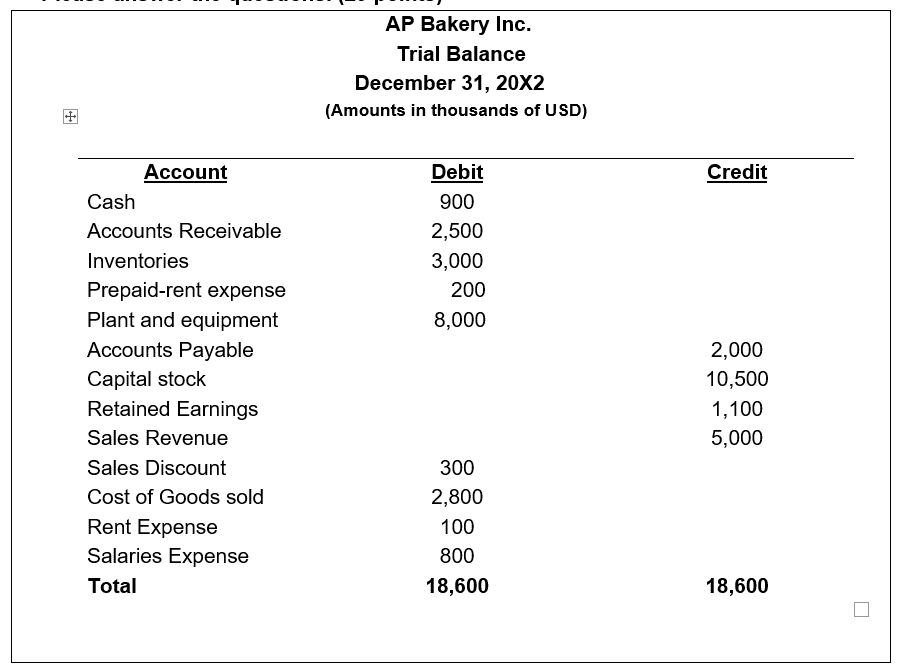 AP Bakery Inc.
Trial Balance
December 31, 20X2
(Amounts in thousands of USD)
Account Debit Credit
Cash 900
Accounts Receivable 2,500
Inventories 3,000
Prepaid-rent expense 200
Plant and equipment 8,000
Accounts Payable 2,000
Capital stock 10,500
Retained Earnings 1,100
Sales Revenue 5,000
Sales Discount 300
Cost of Goods sold 2,800
Rent Expense 100
Salaries Expense 800
Total 18,600 18,600